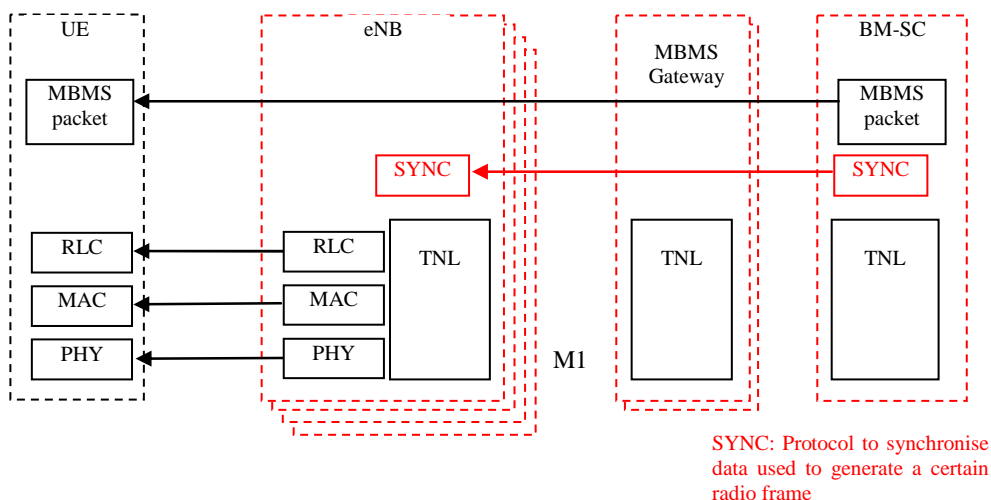 UE
eNB
MBMS
Gateway
BM-SC
MBMS
packet
MBMS
packet
SYNC
SYNC
RLC
RLC
TNL
TNL
TNL
MAC
MAC
PHY
PHY
M1
SYNC: Protocol to synchronise
data used to generate a certain
radio frame